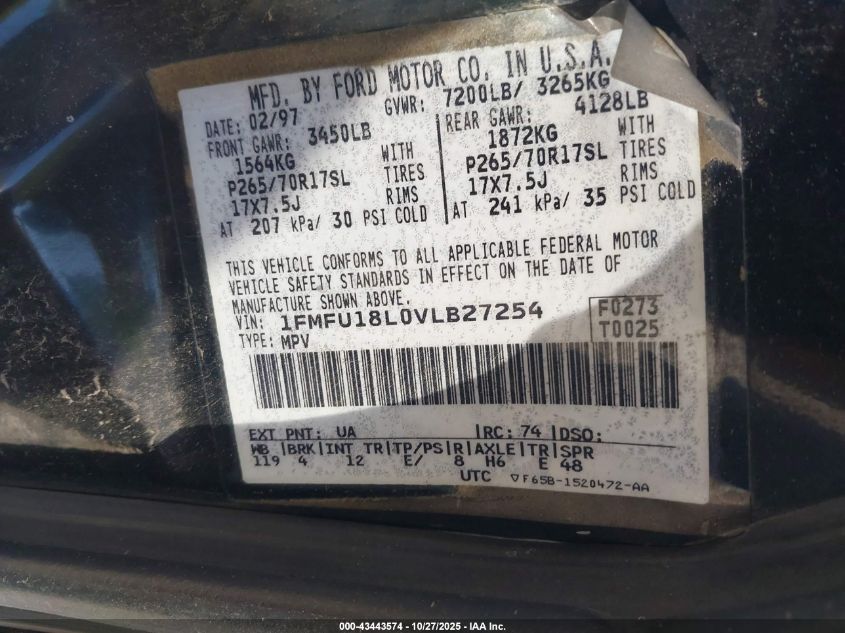 MFD. BY FORD MOTOR CO. IN U.S.A.
DATE: 02/97 GVWR: 7200LB/ 3265KG
FRONT GAWR: 3450LB REAR GAWR: 4128LB
1564KG WITH 1872KG WITH
P265/70R17SL TIRES P265/70R17SL TIRES
17X7.5J RIMS 17X7.5J RIMS
AT 207 kPa/ 30 PSI COLD AT 241 kPa/ 35 PSI COLD
THIS VEHICLE CONFORMS TO ALL APPLICABLE FEDERAL MOTOR
VEHICLE SAFETY STANDARDS IN EFFECT ON THE DATE OF
MANUFACTURE SHOWN ABOVE.
VIN: 1FMFU18L0VLB27254 F0273
TYPE: MPV T0025
EXT PNT: UA RC: 74 DSO:
WB BRK INT TR TP/PS R AXLE TR SPR
119 4 12 E/ 8 H6 E 48
UTC ▽F65B-1520472-AA
000-43443574 | 10/27/2025 - IAA Inc.